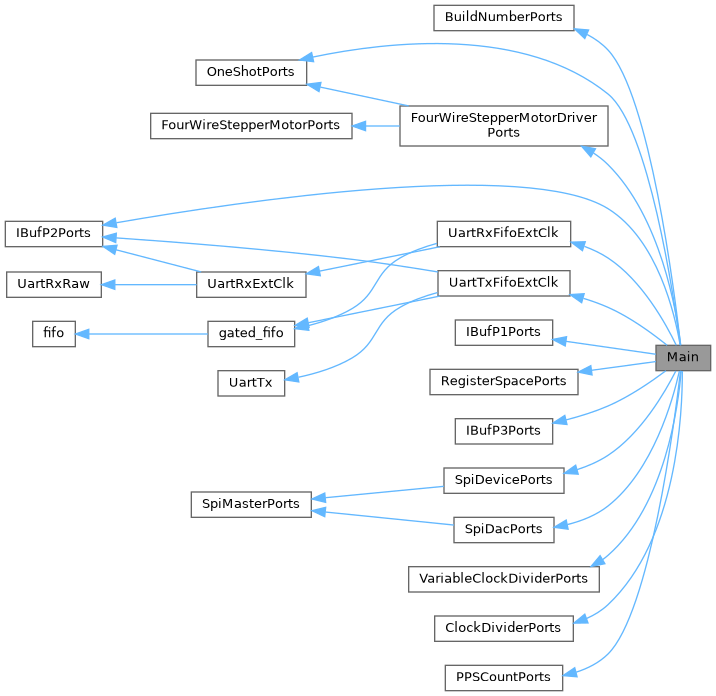 BuildNumberPorts
OneShotPorts
FourWireStepperMotorPorts
FourWireStepperMotorDriver
Ports
IBufP2Ports
UartRxFifoExtClk
UartRxRaw
UartRxExtClk
UartTxFifoExtClk
fifo
gated_fifo
IBufP1Ports
Main
UartTx
RegisterSpacePorts
IBufP3Ports
SpiDevicePorts
SpiMasterPorts
SpiDacPorts
VariableClockDividerPorts
ClockDividerPorts
PPSCountPorts